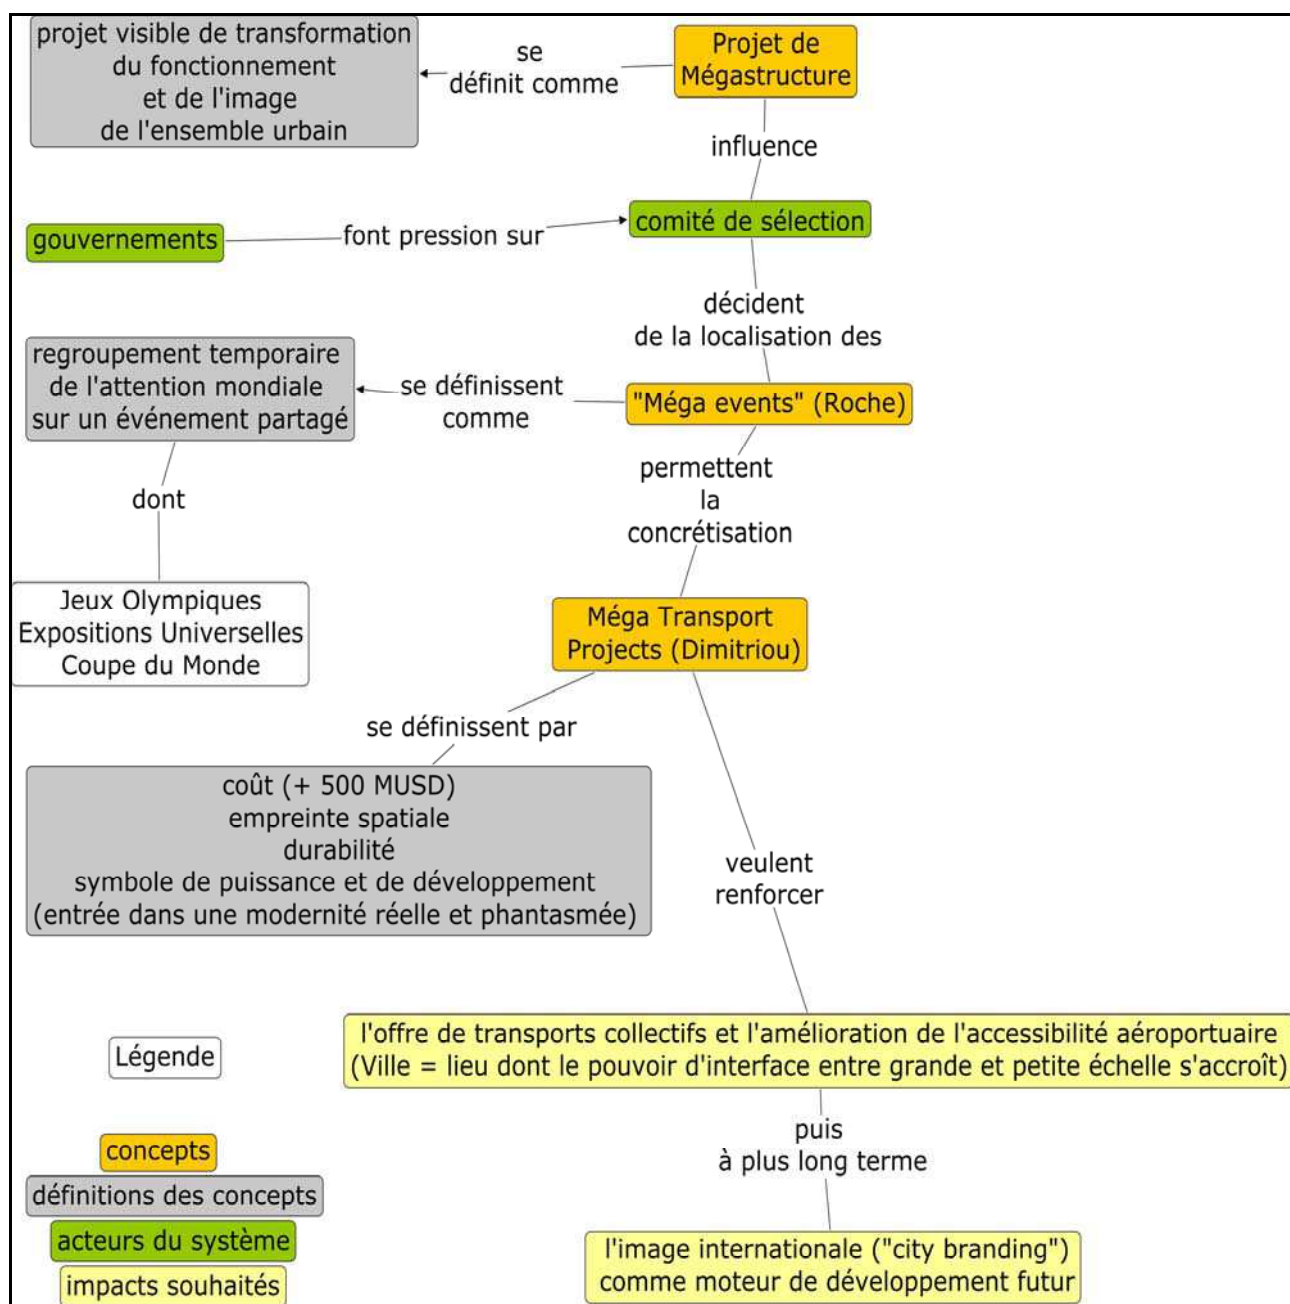 projet visible de transformation
du fonctionnement
et de l'image
de l'ensemble urbain
se
définit comme
Projet de
Mégastructure
influence
gouvernements
font pression sur
comité de sélection
décident
de la localisation des
regroupement temporaire
de l'attention mondiale
sur un événement partagé
se définissent
comme
"Méga events" (Roche)
permettent
la
concrétisation
dont
Jeux Olympiques
Expositions Universelles
Coupe du Monde
Méga Transport
Projects (Dimitriou)
se définissent par
coût (+ 500 MUSD)
empreinte spatiale
durabilité
symbole de puissance et de développement
(entrée dans une modernité réelle et phantasmée)
veulent
renforcer
l'offre de transports collectifs et l'amélioration de l'accessibilité aéroportuaire
(Ville = lieu dont le pouvoir d'interface entre grande et petite échelle s'accroît)
puis
à plus long terme
l'image internationale ("city branding")
comme moteur de développement futur
Légende
concepts
définitions des concepts
acteurs du système
impacts souhaités